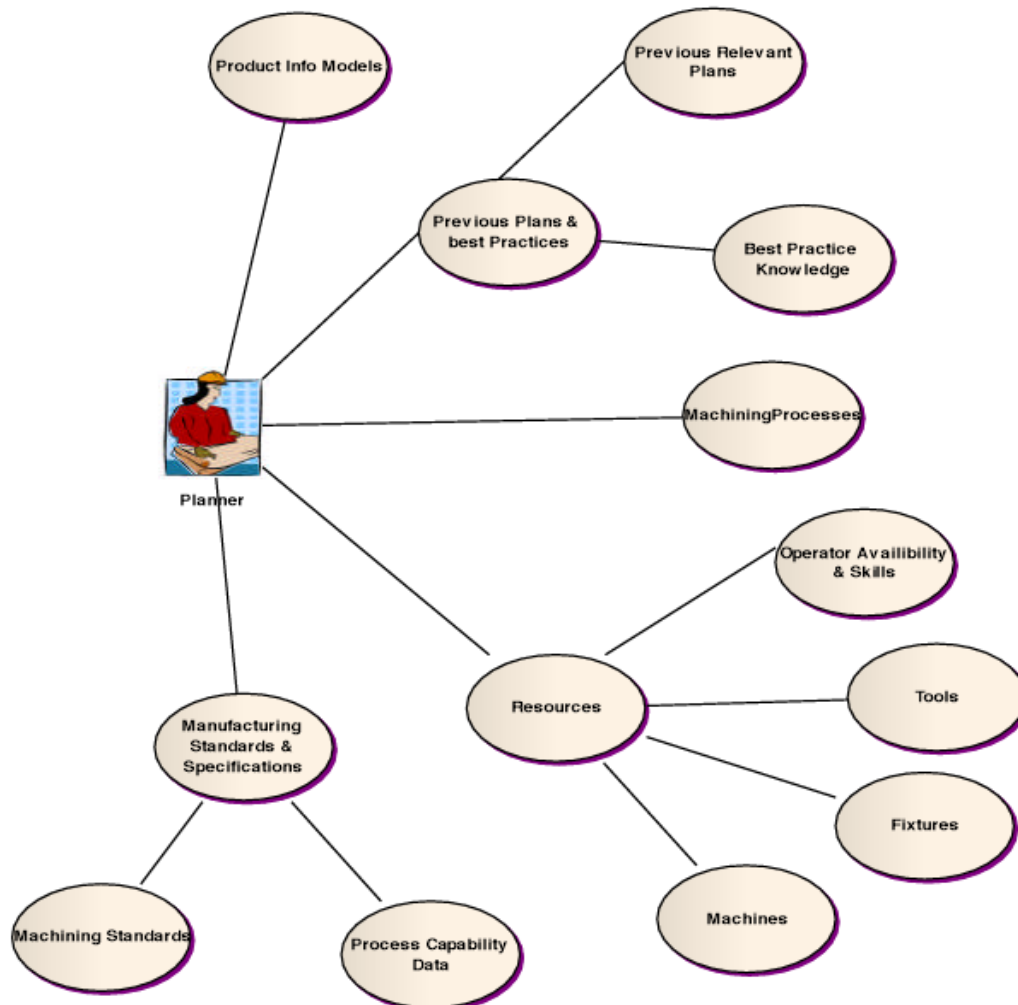 Product Info Models
Previous Relevant
Plans
Previous Plans &
best Practices
Best Practice
Knowledge
MachiningProcesses
Planner
Operator Availibility
& Skills
Resources
Tools
Manufacturing
Standards &
Specifications
Fixtures
Machines
Machining Standards
Process Capability
Data